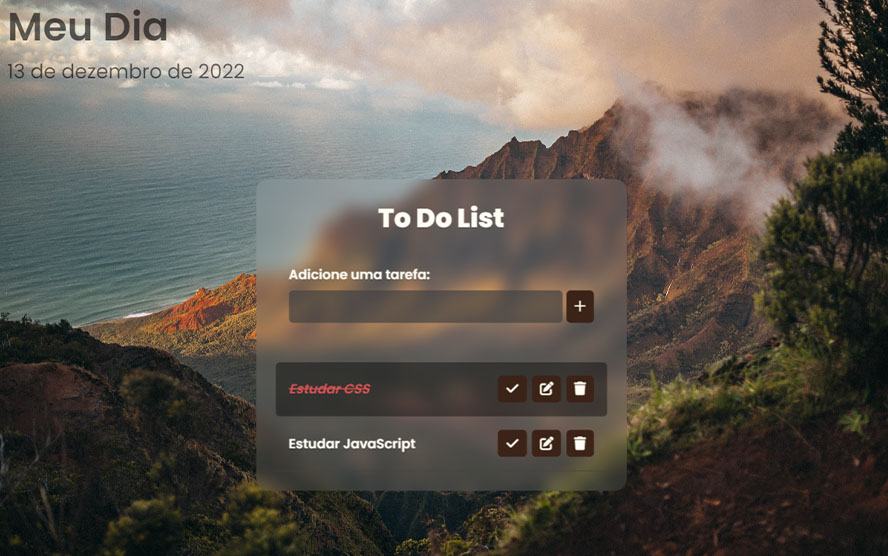 Meu Dia
13 de dezembro de 2022
To Do List
Adicione uma tarefa:
Estudar CSS
Estudar JavaScript